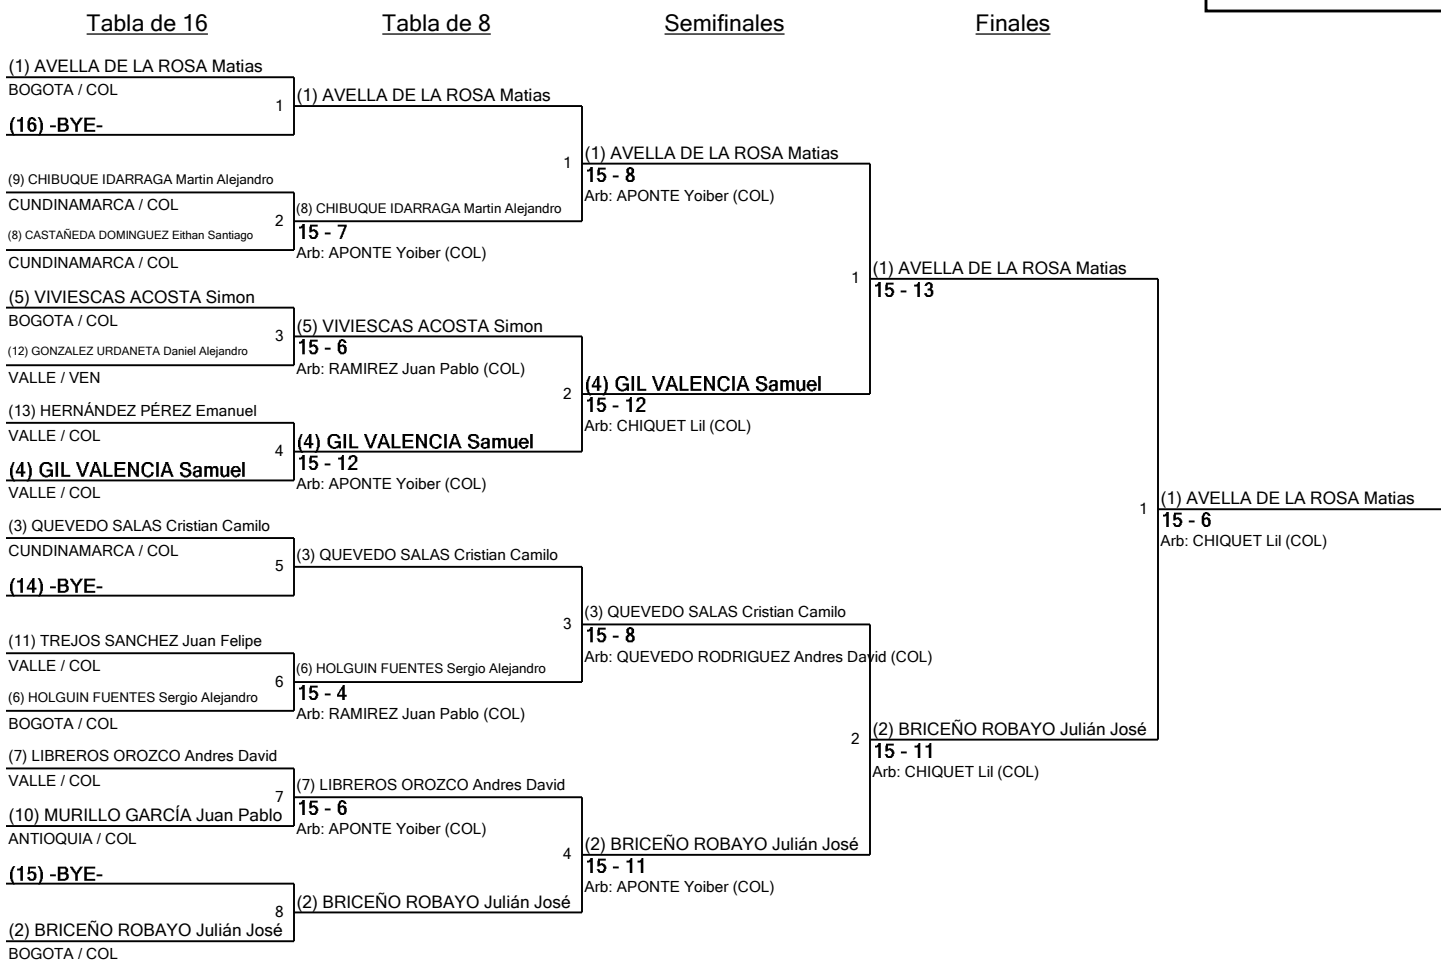 Tabla de 16
Tabla de 8
Semifinales
Finales
(1) AVELLA DE LA ROSA Matias
BOGOTA / COL
1
(16) -BYE-
(9) CHIBUQUE IDARRAGA Martin Alejandro
CUNDINAMARCA / COL
2
(8) CASTAÑEDA DOMINGUEZ Eithan Santiago
CUNDINAMARCA / COL
(5) VIVIESCAS ACOSTA Simon
BOGOTA / COL
3
(12) GONZALEZ URDANETA Daniel Alejandro
VALLE / VEN
(13) HERNÁNDEZ PÉREZ Emanuel
VALLE / COL
4
(4) GIL VALENCIA Samuel
VALLE / COL
(3) QUEVEDO SALAS Cristian Camilo
CUNDINAMARCA / COL
5
(14) -BYE-
(11) TREJOS SANCHEZ Juan Felipe
VALLE / COL
6
(6) HOLGUIN FUENTES Sergio Alejandro
BOGOTA / COL
(7) LIBREROS OROZCO Andres David
VALLE / COL
7
(10) MURILLO GARCÍA Juan Pablo
ANTIOQUIA / COL
(15) -BYE-
8
(2) BRICEÑO ROBAYO Julián José
BOGOTA / COL
(1) AVELLA DE LA ROSA Matias
1
(8) CHIBUQUE IDARRAGA Martin Alejandro
15 - 7
Arb: APONTE Yoiber (COL)
(5) VIVIESCAS ACOSTA Simon
15 - 6
Arb: RAMIREZ Juan Pablo (COL)
2
(4) GIL VALENCIA Samuel
15 - 12
Arb: APONTE Yoiber (COL)
(3) QUEVEDO SALAS Cristian Camilo
3
(6) HOLGUIN FUENTES Sergio Alejandro
15 - 4
Arb: RAMIREZ Juan Pablo (COL)
(7) LIBREROS OROZCO Andres David
15 - 6
Arb: APONTE Yoiber (COL)
4
(2) BRICEÑO ROBAYO Julián José
(1) AVELLA DE LA ROSA Matias
15 - 8
Arb: APONTE Yoiber (COL)
1
(4) GIL VALENCIA Samuel
15 - 12
Arb: CHIQUET Lil (COL)
(3) QUEVEDO SALAS Cristian Camilo
15 - 8
Arb: QUEVEDO RODRIGUEZ Andres David (COL)
2
(2) BRICEÑO ROBAYO Julián José
15 - 11
Arb: APONTE Yoiber (COL)
(1) AVELLA DE LA ROSA Matias
15 - 13
1
(2) BRICEÑO ROBAYO Julián José
15 - 11
Arb: CHIQUET Lil (COL)
(1) AVELLA DE LA ROSA Matias
15 - 6
Arb: CHIQUET Lil (COL)